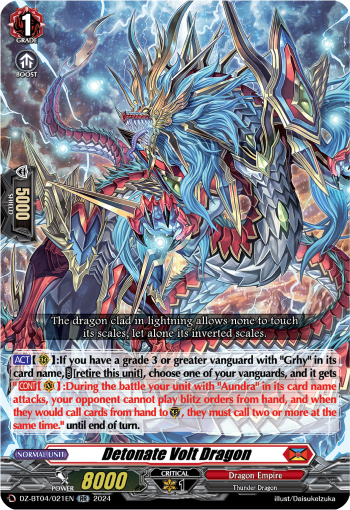 1
GRADE
BOOST
5000
SHIELD
The dragon clad in lightning allows none to touch
its scales, let alone its inverted scales.
ACT :If you have a grade 3 or greater vanguard with "Grhy" in its
card name, [retire this unit], choose one of your vanguards, and it gets
"CONT :During the battle your unit with "Aundra" in its card name
attacks, your opponent cannot play blitz orders from hand, and when
they would call cards from hand to , they must call two or more at the
same time." until end of turn.
NORMAL UNIT
Detonate Volt Dragon
POWER 8000
CRITICAL
1
Dragon Empire
Thunder Dragon
D-BT04/021EN RR 2024
illust/DaisukeIzuka